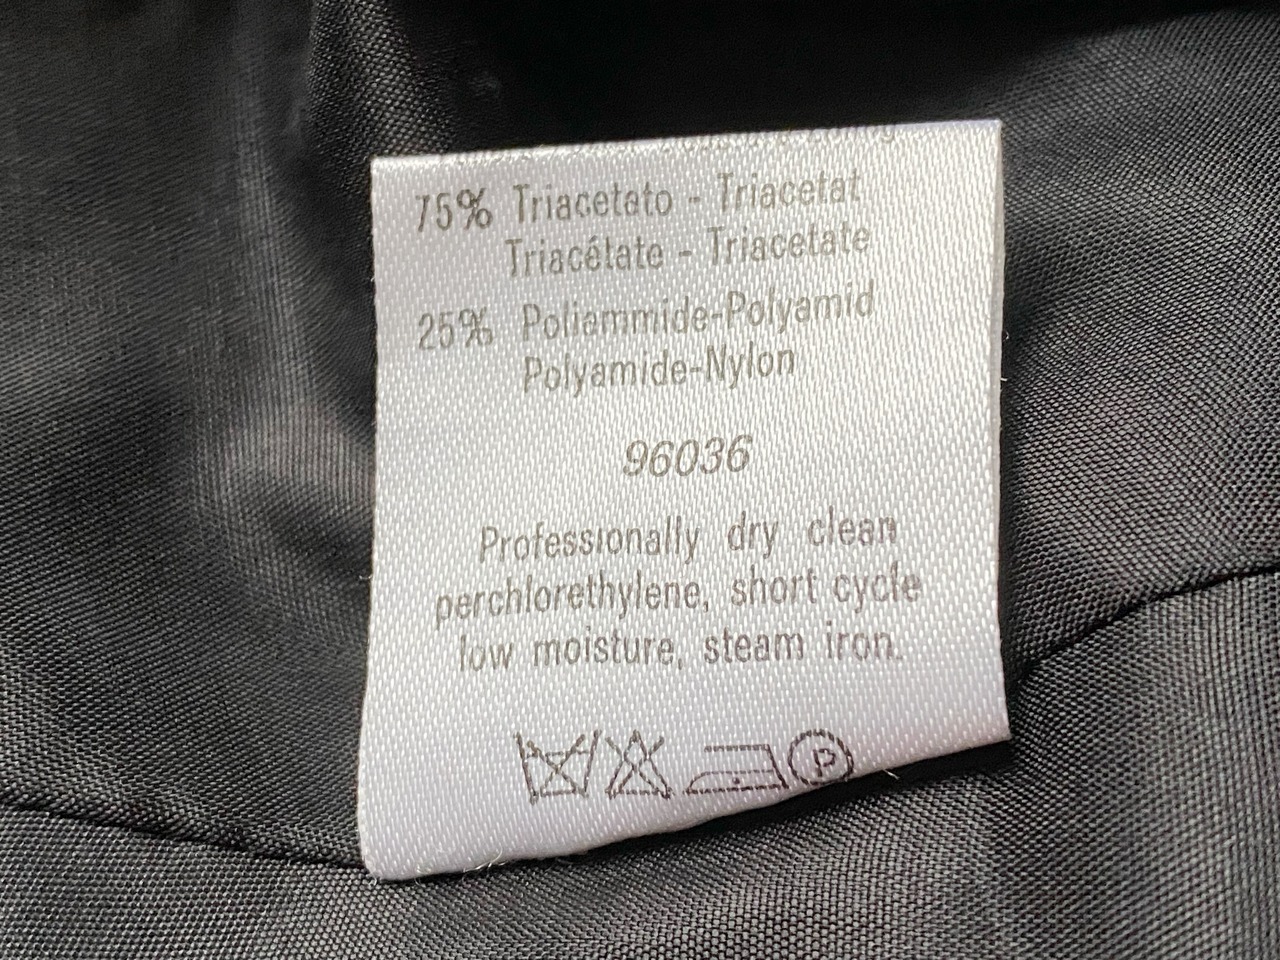 75% Triacetato - Triacetat
Triacétate - Triacetate
25% Poliammide-Polyamid
Polyamide-Nylon
96036
Professionally dry clean
perchlorethylene, short cycle
low moisture, steam iron.
P